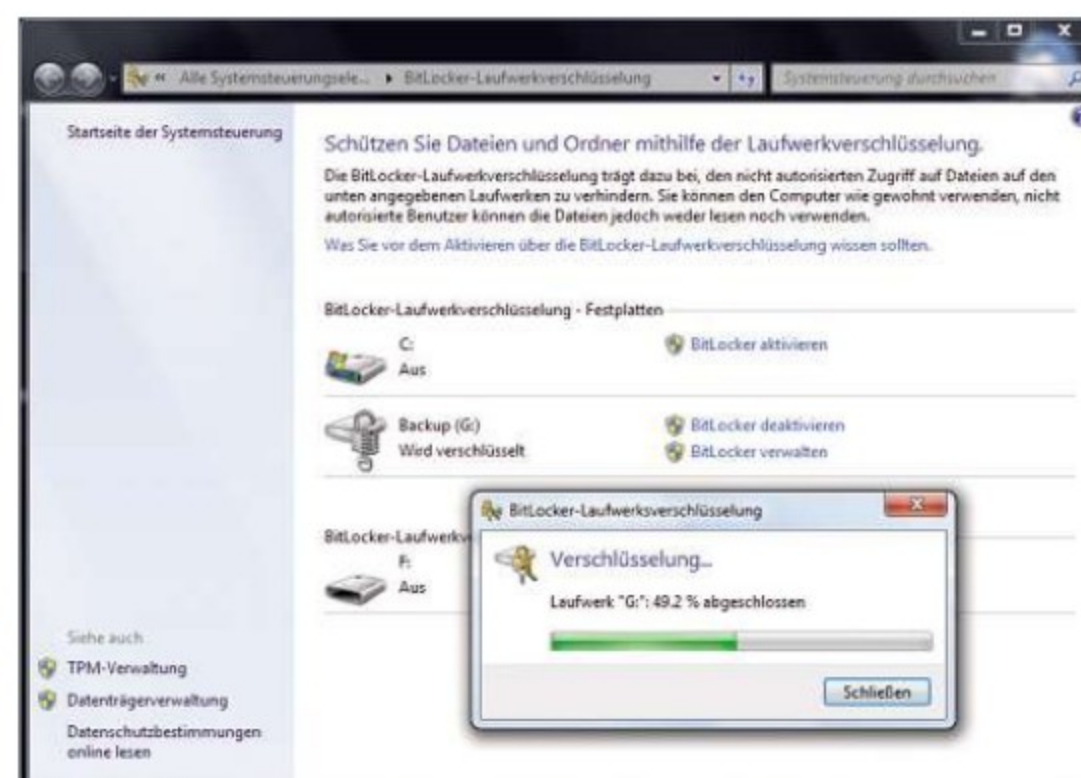 « Alle Systemsteuerungsele... ▸ BitLocker-Laufwerkverschlüsselung
Systemsteuerung durchsuchen
Startseite der Systemsteuerung
Schützen Sie Dateien und Ordner mithilfe der Laufwerkverschlüsselung.
Die BitLocker-Laufwerkverschlüsselung trägt dazu bei, den nicht autorisierten Zugriff auf Dateien auf den
unten angegebenen Laufwerken zu verhindern. Sie können den Computer wie gewohnt verwenden, nicht
autorisierte Benutzer können die Dateien jedoch weder lesen noch verwenden.
Was Sie vor dem Aktivieren über die BitLocker-Laufwerkverschlüsselung wissen sollten.
BitLocker-Laufwerkverschlüsselung - Festplatten
C:
BitLocker aktivieren
Aus
Backup (G:)
BitLocker deaktivieren
Wird verschlüsselt
BitLocker verwalten
BitLocker-Laufwerkv
F:
Aus
BitLocker-Laufwerksverschlüsselung
Verschlüsselung...
Laufwerk "G:": 49.2 % abgeschlossen
Schließen
Siehe auch
TPM-Verwaltung
Datenträgerverwaltung
Datenschutzbestimmungen
online lesen